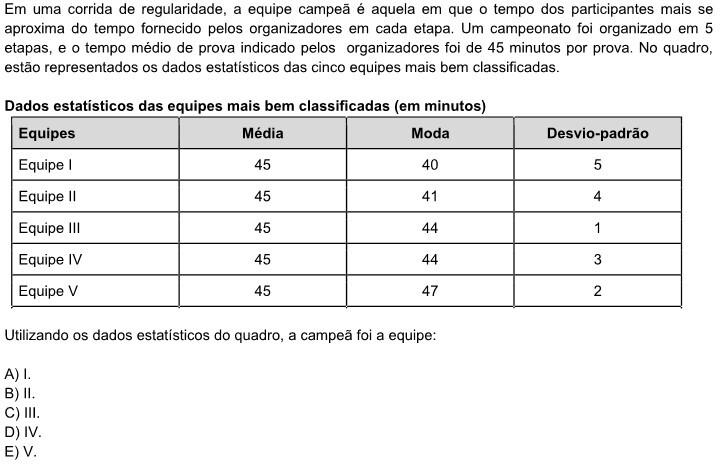 Em uma corrida de regularidade, a equipe campeã é aquela em que o tempo dos participantes mais se
aproxima do tempo fornecido pelos organizadores em cada etapa. Um campeonato foi organizado em 5
etapas, e o tempo médio de prova indicado pelos organizadores foi de 45 minutos por prova. No quadro,
estão representados os dados estatísticos das cinco equipes mais bem classificadas.
Dados estatísticos das equipes mais bem classificadas (em minutos)
Equipes Média Moda Desvio-padrão
Equipe I 45 40 5
Equipe II 45 41 4
Equipe III 45 44 1
Equipe IV 45 44 3
Equipe V 45 47 2
Utilizando os dados estatísticos do quadro, a campeã foi a equipe:
A) I.
B) II.
C) III.
D) IV.
E) V.